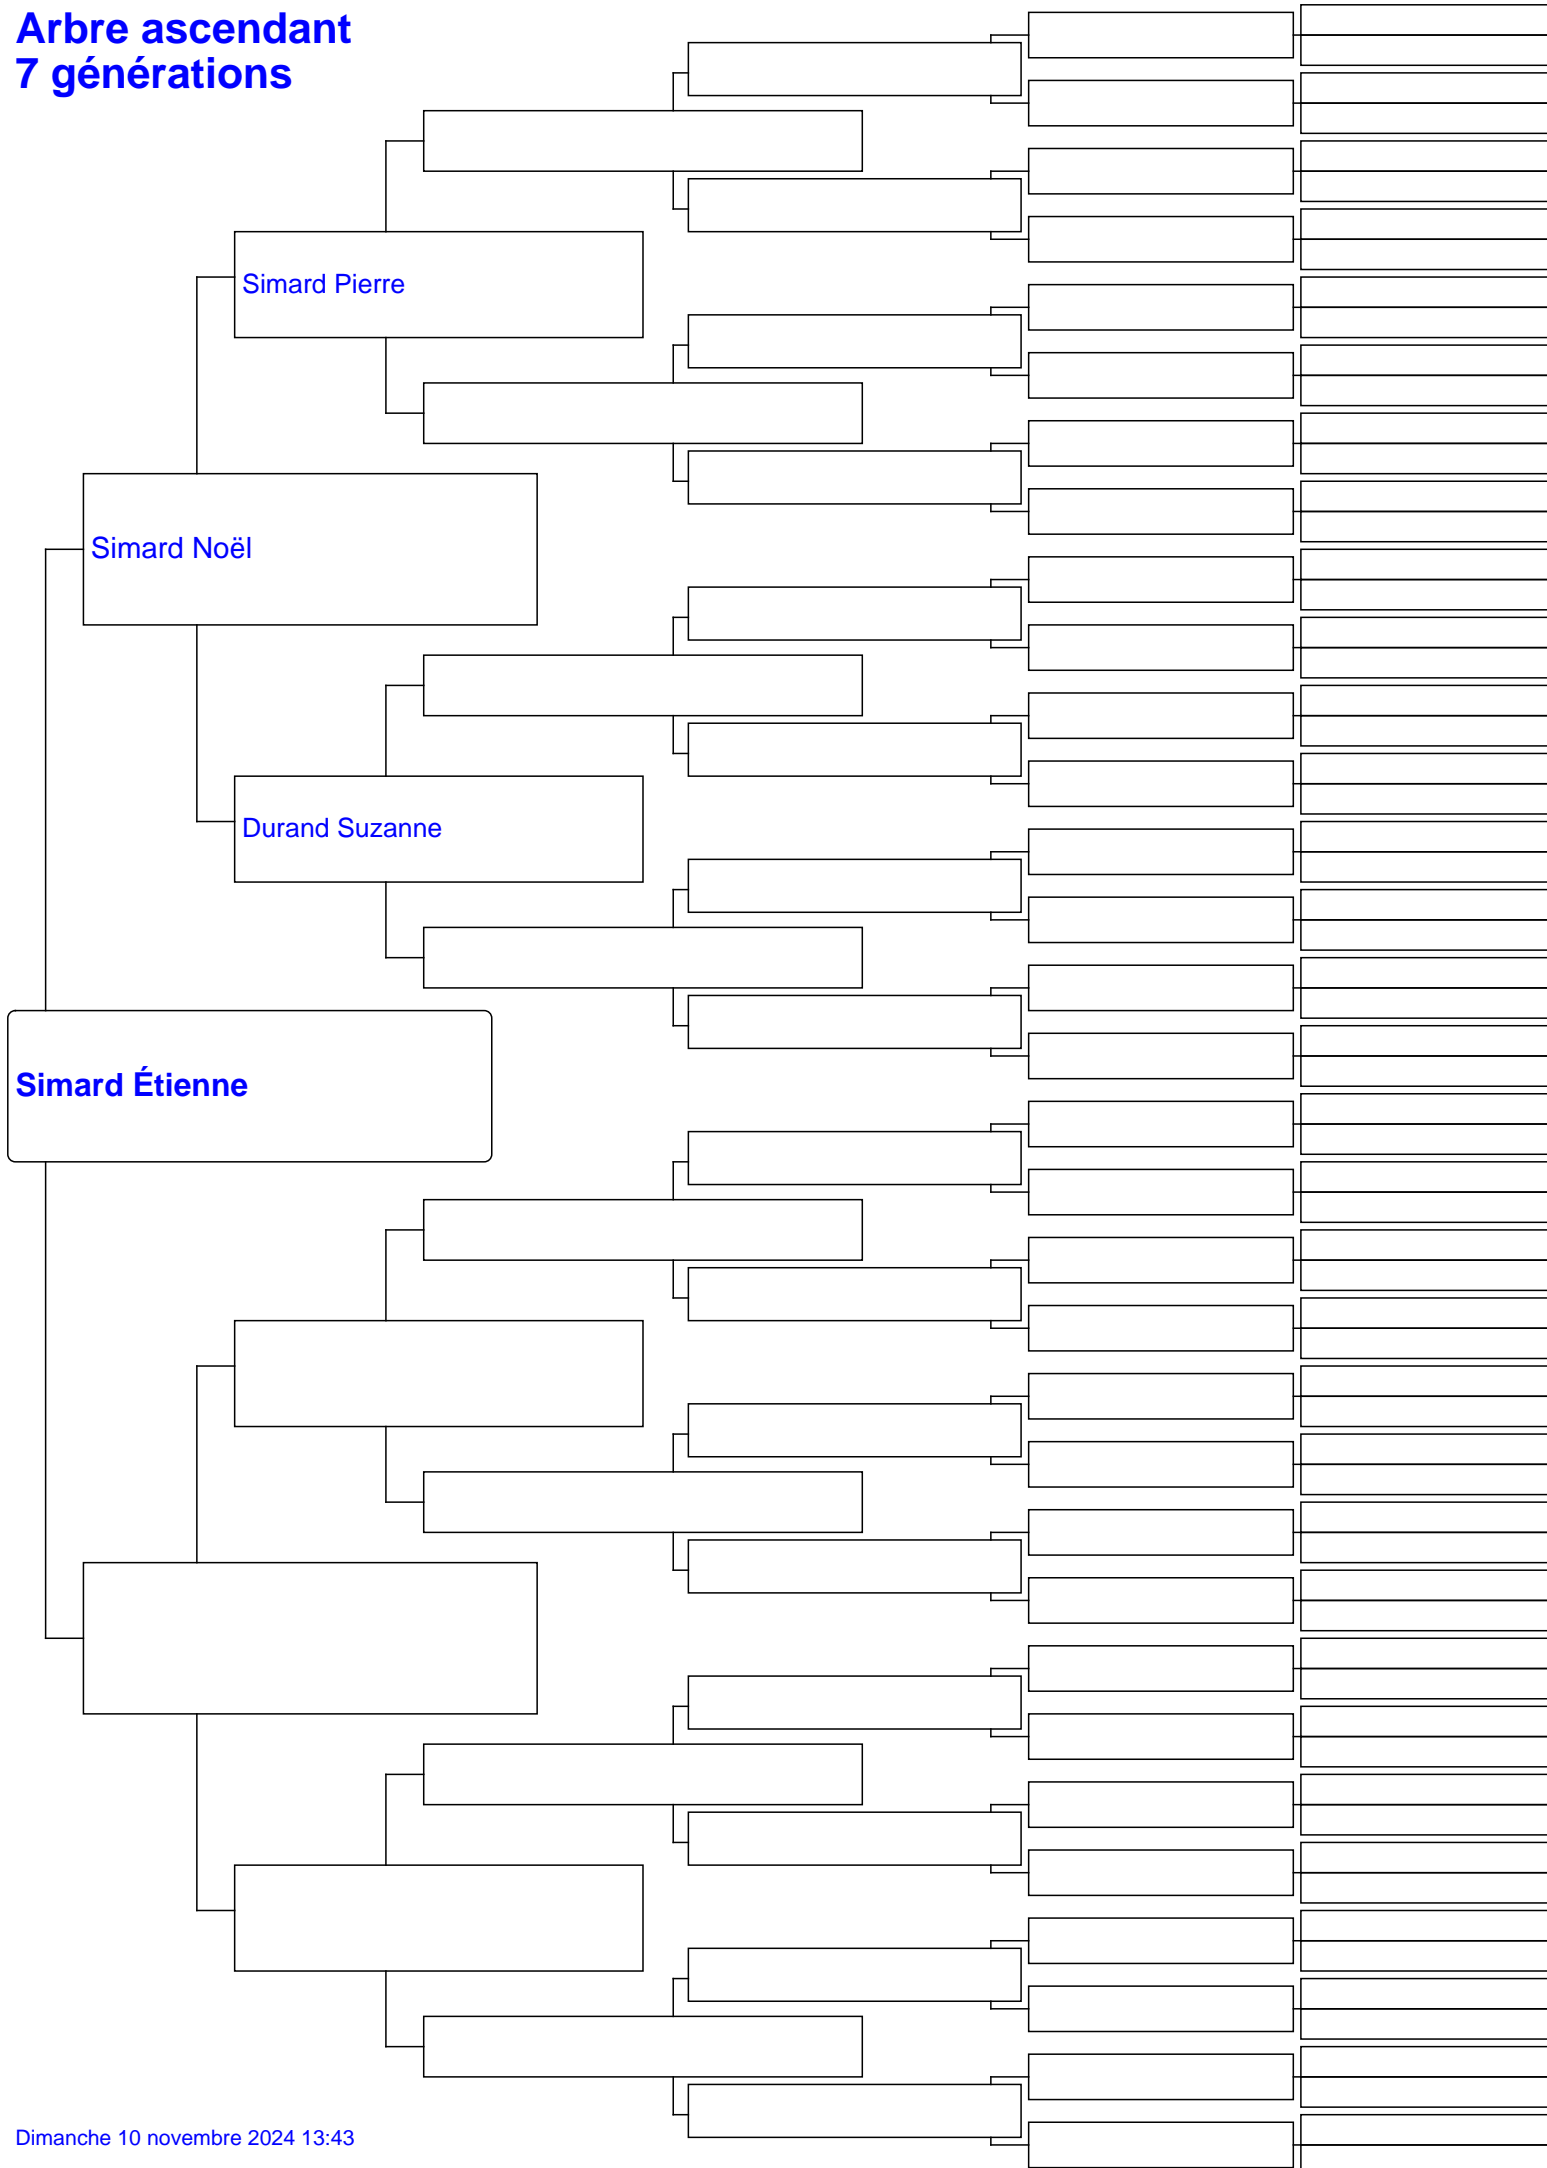 Arbre ascendant
7 générations
Simard Pierre
Simard Noël
Durand Suzanne
Simard Étienne
Dimanche 10 novembre 2024 13:43